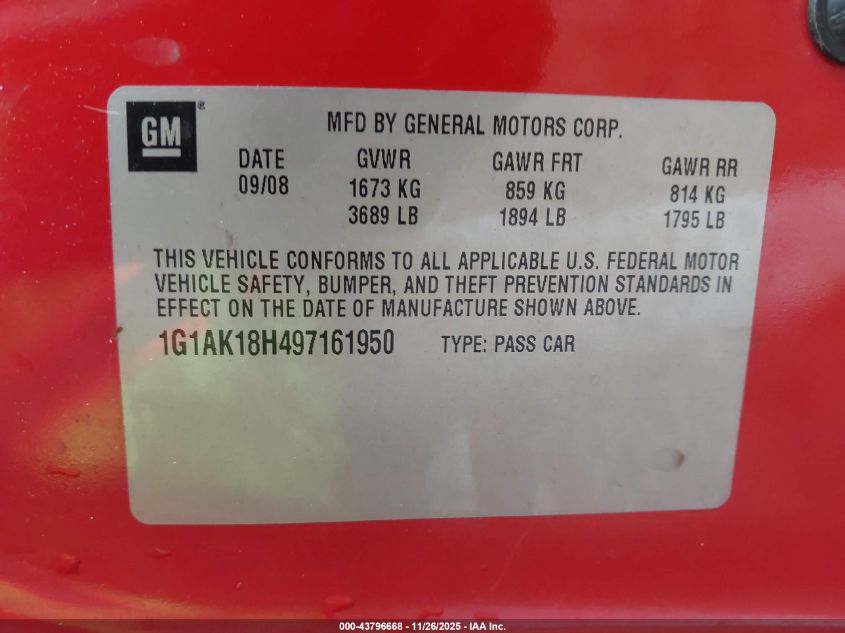 GM®
MFD BY GENERAL MOTORS CORP.
DATE GVWR GAWR FRT GAWR RR
09/08 1673 KG 859 KG 814 KG
3689 LB 1894 LB 1795 LB
THIS VEHICLE CONFORMS TO ALL APPLICABLE U.S. FEDERAL MOTOR
VEHICLE SAFETY, BUMPER, AND THEFT PREVENTION STANDARDS IN
EFFECT ON THE DATE OF MANUFACTURE SHOWN ABOVE.
1G1AK18H497161950 TYPE: PASS CAR
000-43796668 - 11/26/2025 - IAA Inc.